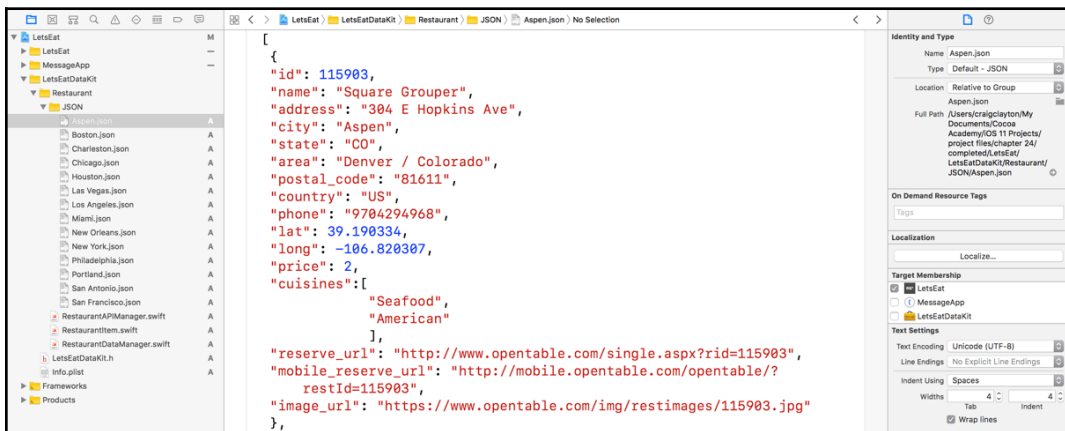 LetsEat
LetsEatDataKit
Restaurant
JSON
Aspen.json
No Selection
LetsEat M
LetsEat
MessageApp
LetsEatDataKit
Restaurant
JSON
Aspen.json A
Boston.json A
Charleston.json A
Chicago.json A
Houston.json A
Las Vegas.json A
Los Angeles.json A
Miami.json A
New Orleans.json A
New York.json A
Philadelphia.json A
Portland.json A
San Antonio.json A
San Francisco.json A
RestaurantAPIManager.swift A
RestaurantItem.swift A
RestaurantDataManager.swift A
LetsEatDataKit.h A
Info.plist A
Frameworks
Products
[
{
"id": 115903,
"name": "Square Grouper",
"address": "304 E Hopkins Ave",
"city": "Aspen",
"state": "CO",
"area": "Denver / Colorado",
"postal_code": "81611",
"country": "US",
"phone": "9704294968",
"lat": 39.190334,
"long": -106.820307,
"price": 2,
"cuisines":[
"Seafood",
"American"
],
"reserve_url": "http://www.opentable.com/single.aspx?rid=115903",
"mobile_reserve_url": "http://mobile.opentable.com/opentable/?
restId=115903",
"image_url": "https://www.opentable.com/img/restimages/115903.jpg"
},
Identity and Type
Name Aspen.json
Type Default - JSON
Location Relative to Group
Aspen.json
Full Path /Users/craigclayton/My
Documents/Cocoa
Academy/iOS 11 Projects/
project files/chapter 24/
completed/LetsEat/
LetsEatDataKit/Restaurant/
JSON/Aspen.json
On Demand Resource Tags
Tags
Localization
Localize...
Target Membership
LetsEat
MessageApp
LetsEatDataKit
Text Settings
Text Encoding Unicode (UTF-8)
Line Endings No Explicit Line Endings
Indent Using Spaces
Widths 4 4
Tab Indent
Wrap lines